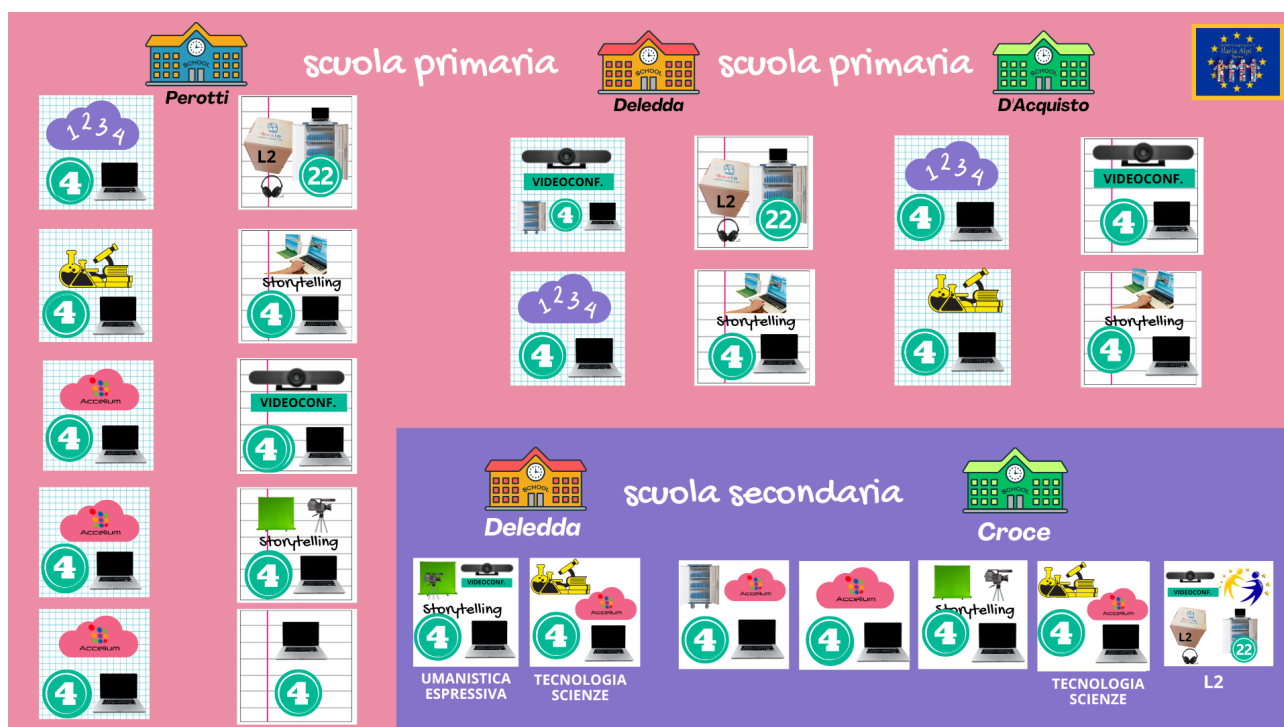 scuola primaria
scuola primaria
SCHOOL
SCHOOL
SCHOOL
Ilaria Alpi
Perotti
Deledda
D'Acquisto
1 2 3 4
4
L2
22
4
Storytelling
4
Accelium
4
VIDEOCONF.
4
Accelium
4
Storytelling
4
Accelium
4
4
VIDEOCONF.
4
L2
22
1 2 3 4
4
VIDEOCONF.
4
1 2 3 4
4
Storytelling
4
4
Storytelling
4
scuola secondaria
SCHOOL
SCHOOL
Deledda
Croce
VIDEOCONF.
Storytelling
4
UMANISTICA
ESPRESSIVA
Accelium
4
TECNOLOGIA
SCIENZE
Accelium
4
Accelium
4
Storytelling
4
Accelium
4
TECNOLOGIA
SCIENZE
VIDEOCONF.
L2
22
L2